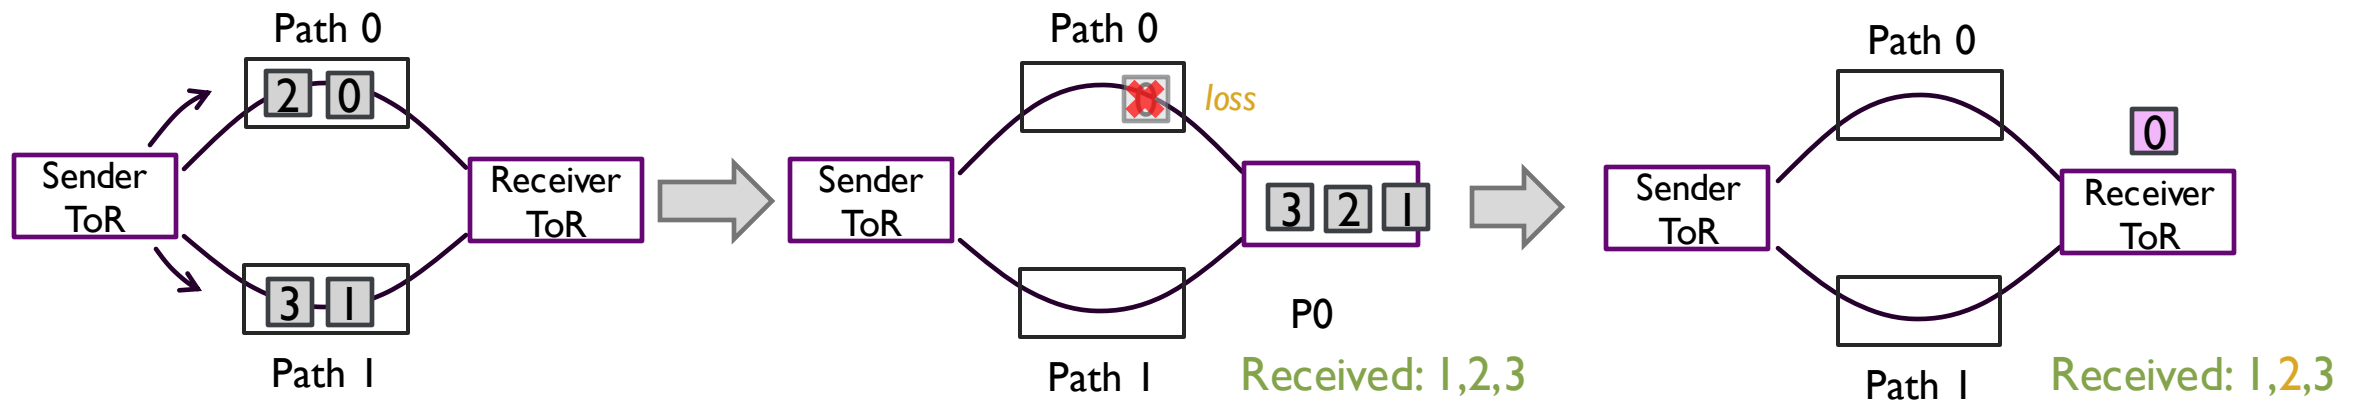 Path 0
2 0
Sender
ToR
Receiver
ToR
3 1
Path 1
Path 0
0
loss
Sender
ToR
3 2 1
P0
Path 1
Received: 1,2,3
Path 0
0
Sender
ToR
Receiver
ToR
Path 1
Received: 1,2,3